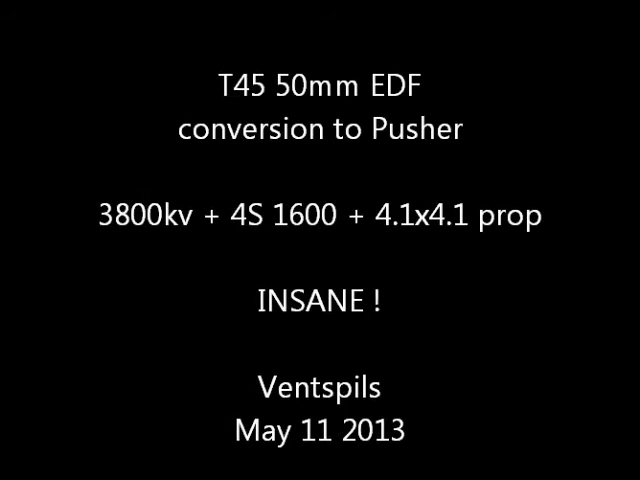 T45 50mm EDF
conversion to Pusher
3800kv + 4S 1600 + 4.1x4.1 prop
INSANE !
Ventspils
May 11 2013